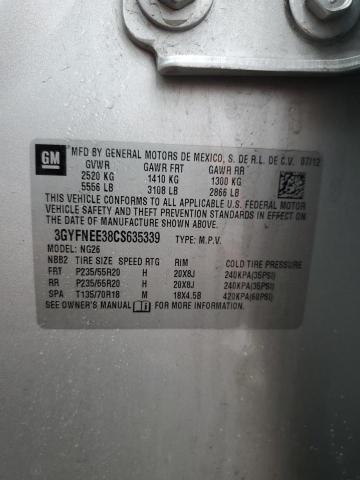 GM
MFD BY GENERAL MOTORS DE MEXICO, S. DE R.L. DE C.V. 07/12
GVWR GAWR FRT GAWR RR
2520 KG 1410 KG 1300 KG
5556 LB 3108 LB 2866 LB
THIS VEHICLE CONFORMS TO ALL APPLICABLE U.S. FEDERAL MOTOR
VEHICLE SAFETY, BUMPER, AND THEFT PREVENTION STANDARDS IN EFFECT ON THE
DATE OF MANUFACTURE SHOWN ABOVE.
3GYFNEE38CS635339 TYPE: M.P.V.
MODEL: NG26
NBB2 TIRE SIZE SPEED RTG RIM COLD TIRE PRESSURE
FRT P235/55R20 H 20X8J 240KPA(35PSI)
RR P235/55R20 H 20X8J 240KPA(35PSI)
SPA T135/70R18 M 18X4.5B 420KPA(60PSI)
SEE OWNER'S MANUAL FOR MORE INFORMATION.